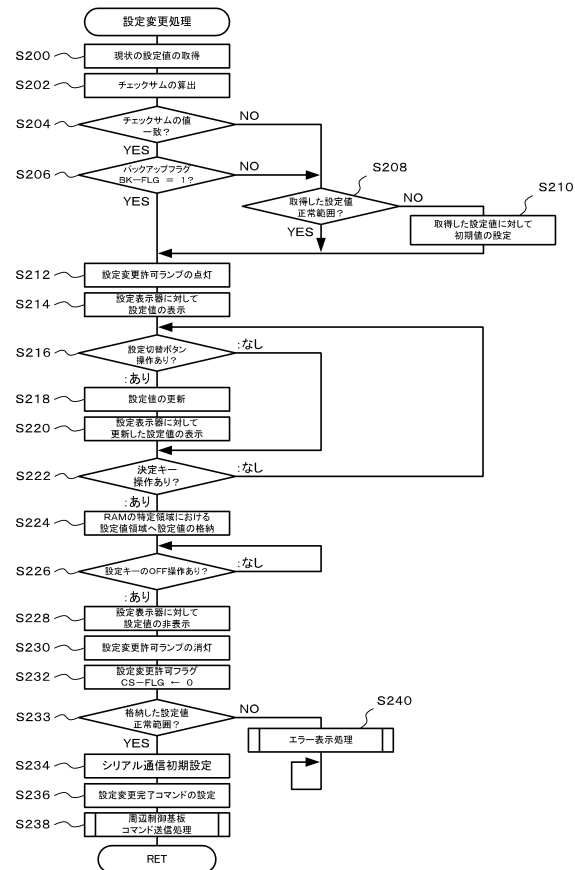 設定変更処理
S200
現状の設定値の取得
S202
チェックサムの算出
S204
チェックサムの値
一致?
NO
YES
S206
バックアップフラグ
BK-FLG = 1?
NO
YES
S208
取得した設定値
正常範囲?
NO
YES
S210
取得した設定値に対して
初期値の設定
S212
設定変更許可ランプの点灯
S214
設定表示器に対して
設定値の表示
S216
設定切替ボタン
操作あり?
:なし
:あり
S218
設定値の更新
S220
設定表示器に対して
更新した設定値の表示
S222
決定キー
操作あり?
:なし
:あり
S224
RAMの特定領域における
設定値領域へ設定値の格納
S226
設定キーのOFF操作あり?
:なし
:あり
S228
設定表示器に対して
設定値の非表示
S230
設定変更許可ランプの消灯
S232
設定変更許可フラグ
CS-FLG ← 0
S233
格納した設定値
正常範囲?
NO
YES
S240
エラー表示処理
S234
シリアル通信初期設定
S236
設定変更完了コマンドの設定
S238
周辺制御基板
コマンド送信処理
RET